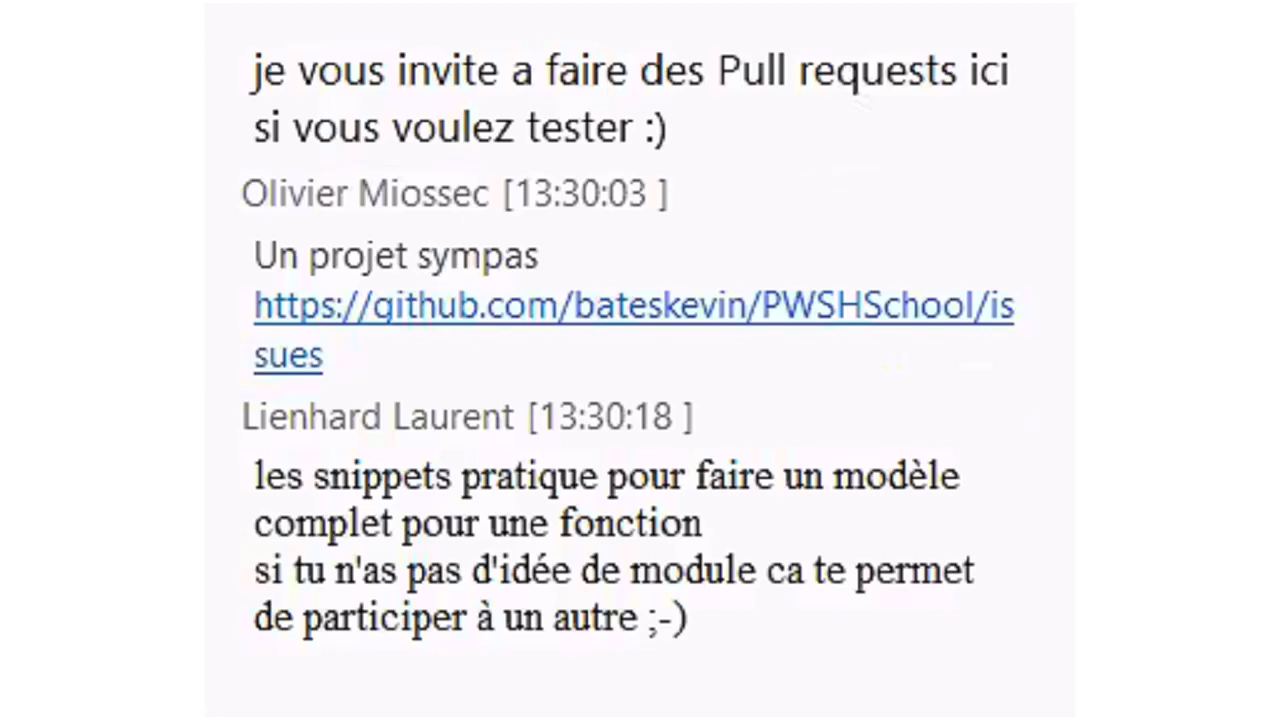 je vous invite a faire des Pull requests ici
si vous voulez tester :)
Olivier Miossec [13:30:03 ]
Un projet sympas
https://github.com/bateskevin/PWSHSchool/is
sues
Lienhard Laurent [13:30:18 ]
les snippets pratique pour faire un modèle
complet pour une fonction
si tu n'as pas d'idée de module ca te permet
de participer à un autre ;-)